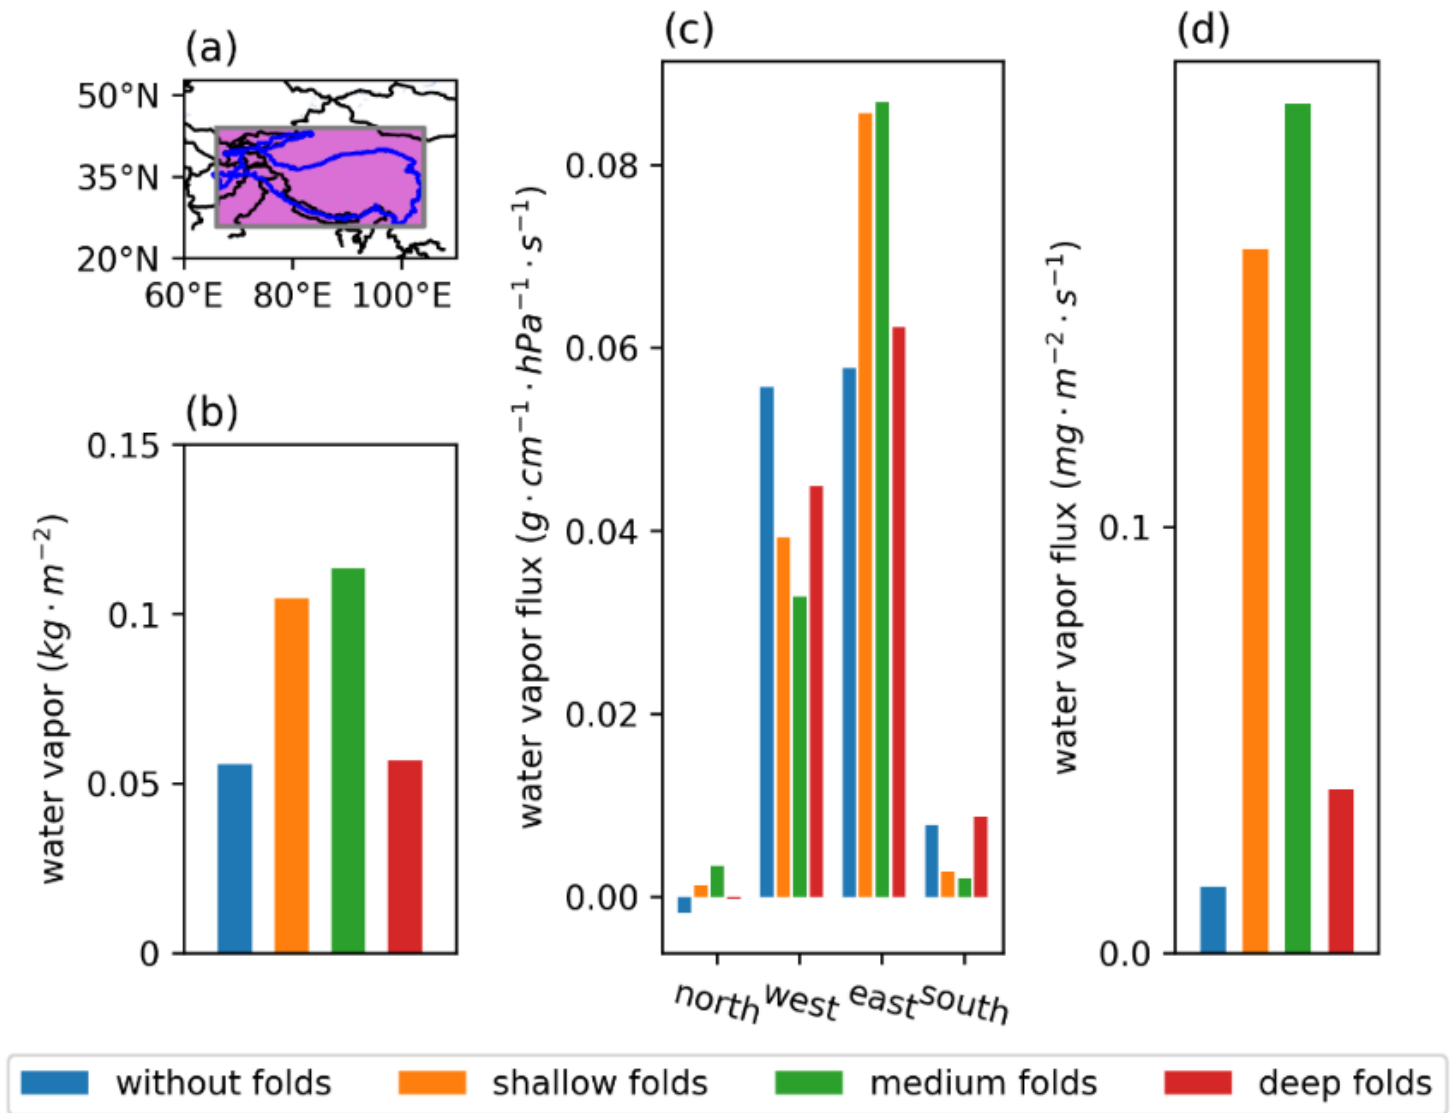 (a)
50°N
35°N
20°N
60°E 80°E 100°E
(b)
water vapor (kg · m⁻²)
0.15
0.1
0.05
0
(c)
water vapor flux (g · cm⁻¹ · hPa⁻¹ · s⁻¹)
0.08
0.06
0.04
0.02
0.00
north west east south
(d)
water vapor flux (mg · m⁻² · s⁻¹)
0.1
0.0
without folds shallow folds medium folds deep folds